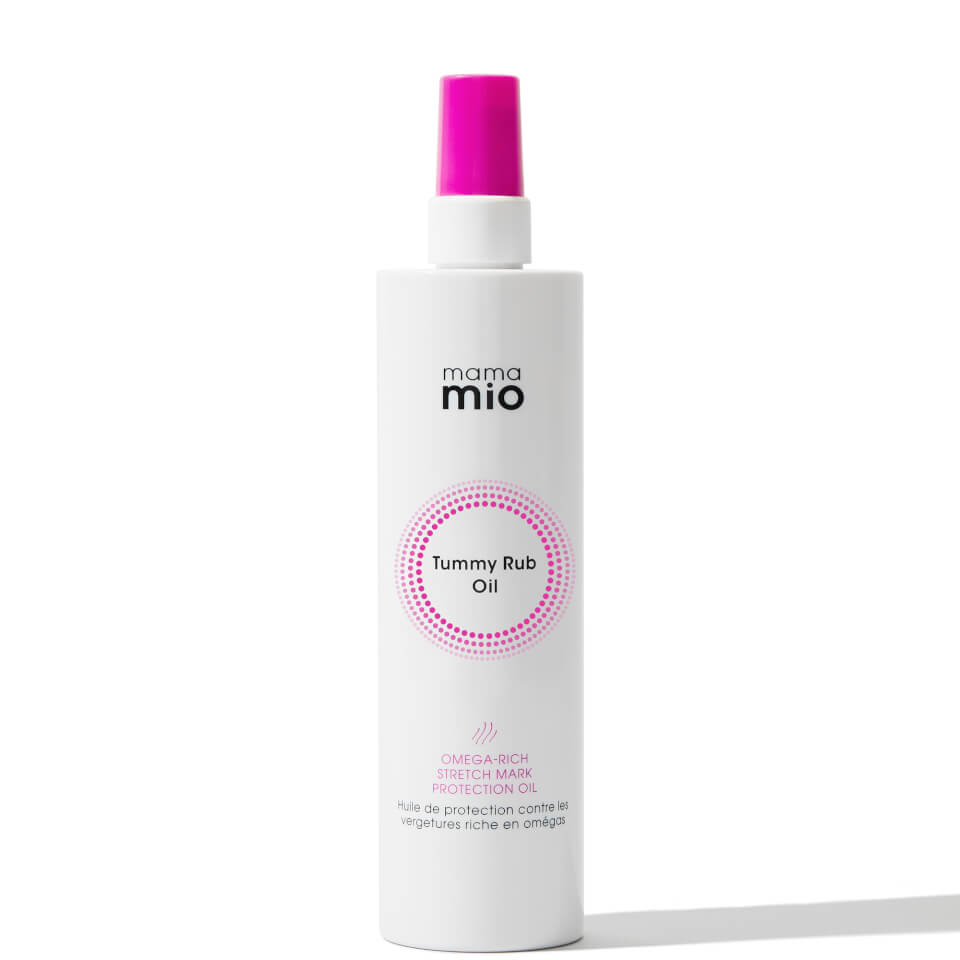 mama
mio
Tummy Rub
Oil
OMEGA-RICH
STRETCH MARK
PROTECTION OIL
Huile de protection contre les
vergetures riche en omégas